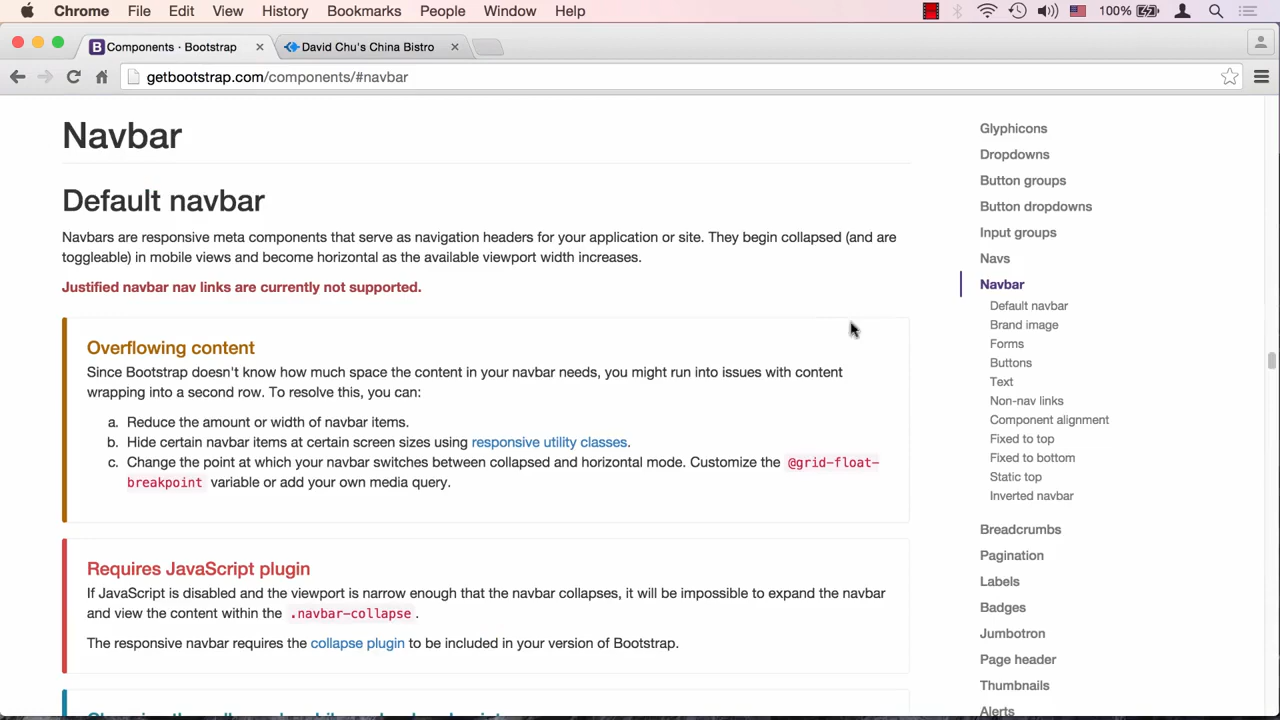 Chrome File Edit View History Bookmarks People Window Help 100%
Components · Bootstrap
David Chu's China Bistro
getbootstrap.com/components/#navbar
Navbar
Default navbar
Navbars are responsive meta components that serve as navigation headers for your application or site. They begin collapsed (and are
toggleable) in mobile views and become horizontal as the available viewport width increases.
Justified navbar nav links are currently not supported.
Overflowing content
Since Bootstrap doesn't know how much space the content in your navbar needs, you might run into issues with content
wrapping into a second row. To resolve this, you can:
a. Reduce the amount or width of navbar items.
b. Hide certain navbar items at certain screen sizes using responsive utility classes.
c. Change the point at which your navbar switches between collapsed and horizontal mode. Customize the @grid-float-
breakpoint variable or add your own media query.
Requires JavaScript plugin
If JavaScript is disabled and the viewport is narrow enough that the navbar collapses, it will be impossible to expand the navbar
and view the content within the .navbar-collapse.
The responsive navbar requires the collapse plugin to be included in your version of Bootstrap.
Glyphicons
Dropdowns
Button groups
Button dropdowns
Input groups
Navs
Navbar
Default navbar
Brand image
Forms
Buttons
Text
Non-nav links
Component alignment
Fixed to top
Fixed to bottom
Static top
Inverted navbar
Breadcrumbs
Pagination
Labels
Badges
Jumbotron
Page header
Thumbnails
Alerts